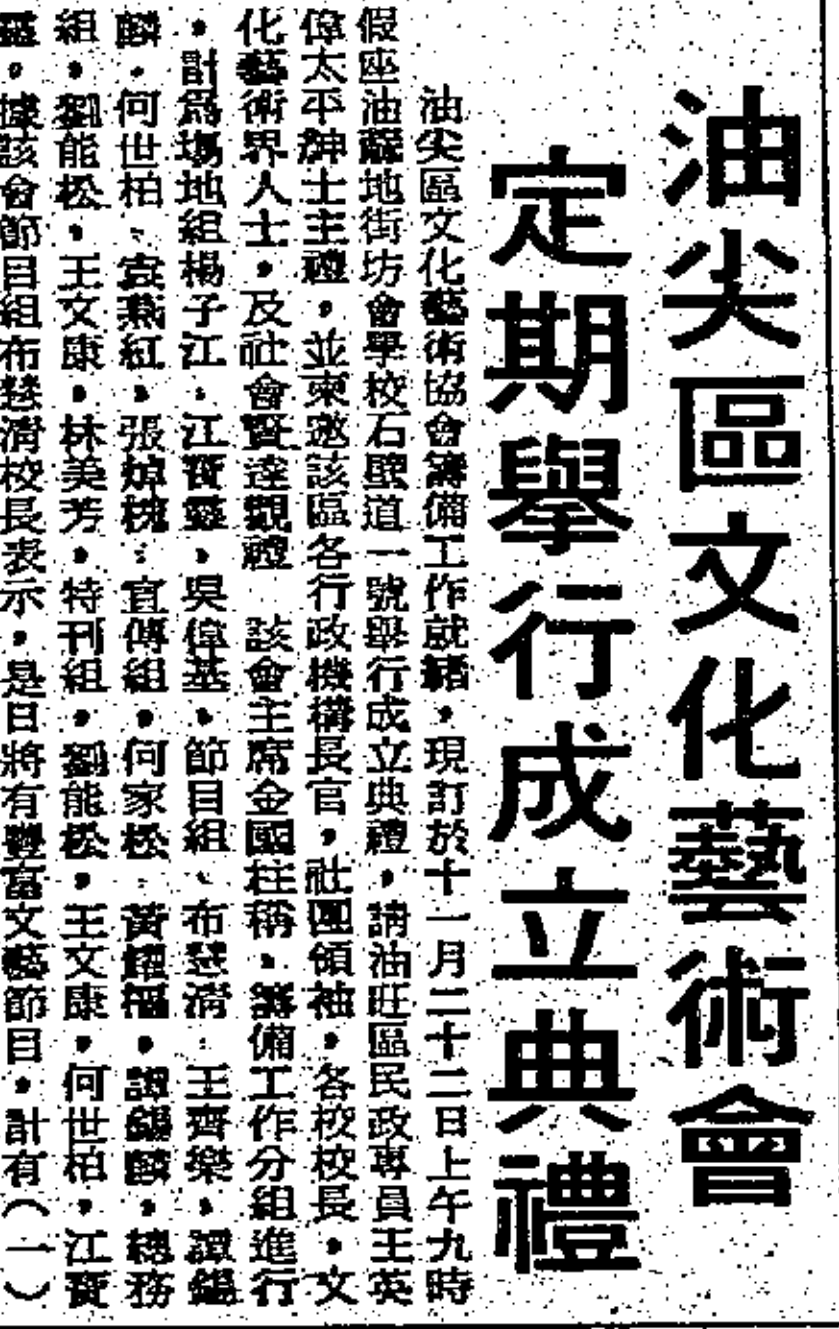 油尖區文化藝術會
定期舉行成立典禮
油尖區文化藝術協會籌備工作就緒,現訂於十一月二十二日上午九時
假座油蔴地街坊會學校石壁道一號舉行成立典禮,請油旺區民政專員王英
偉太平紳士主禮,並柬邀該區各行政機構長官,社團領袖,各校校長,文
化藝術界人士,及社會賢達觀禮 該會主席金國柱稱:籌備工作分組進行
,計為場地組楊子江、江寶靈、吳偉基,節目組、布慧清、王齊樂、譚錫
麟,何世柏、袁燕紅、張焯 宣傳組,何家松、黃耀福,譚錫麟,總務
組,劉能松,王文康,林美芳,特刊組,劉能松,王文康,何世柏,江寶
靈。據該會節目組布慧清校長表示,是日將有豐富文藝節目,計有(一)